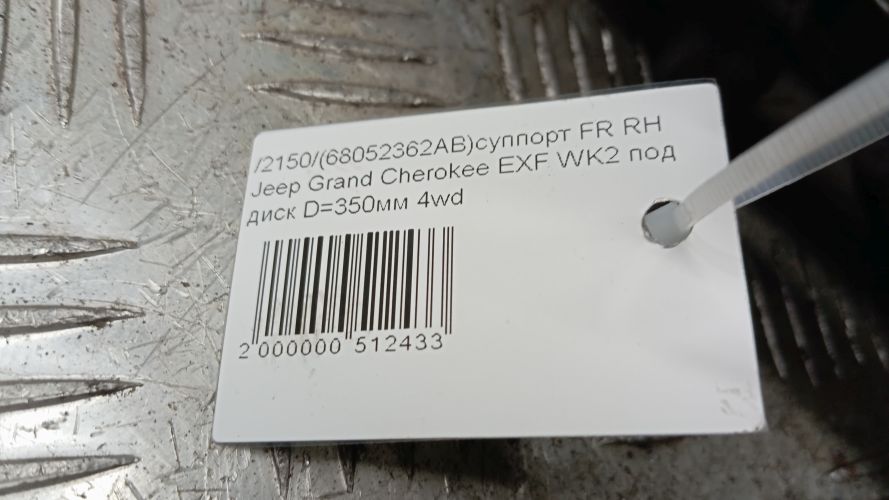 /2150/(68052362AB)суппорт FR RH
Jeep Grand Cherokee EXF WK2 под
диск D=350мм 4wd
2 000000 512433